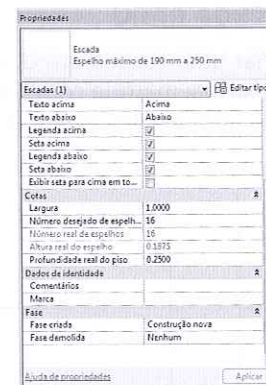 Propriedades
Escada
Espelho máximo de 190 mm a 250 mm
Escadas (1)
Editar tipo
Texto acima Acima
Texto abaixo Abaixo
Legenda acima
Seta acima
Legenda abaixo
Seta abaixo
Exibir seta para cima em to...
Cotas
Largura 1.0000
Número desejado de espelh... 16
Número real de espelhos 16
Altura real do espelho 0.1875
Profundidade real do piso 0.2500
Dados de identidade
Comentários
Marca
Fase
Fase criada Construção nova
Fase demolida Nenhum
Ajuda de propriedades
Aplicar